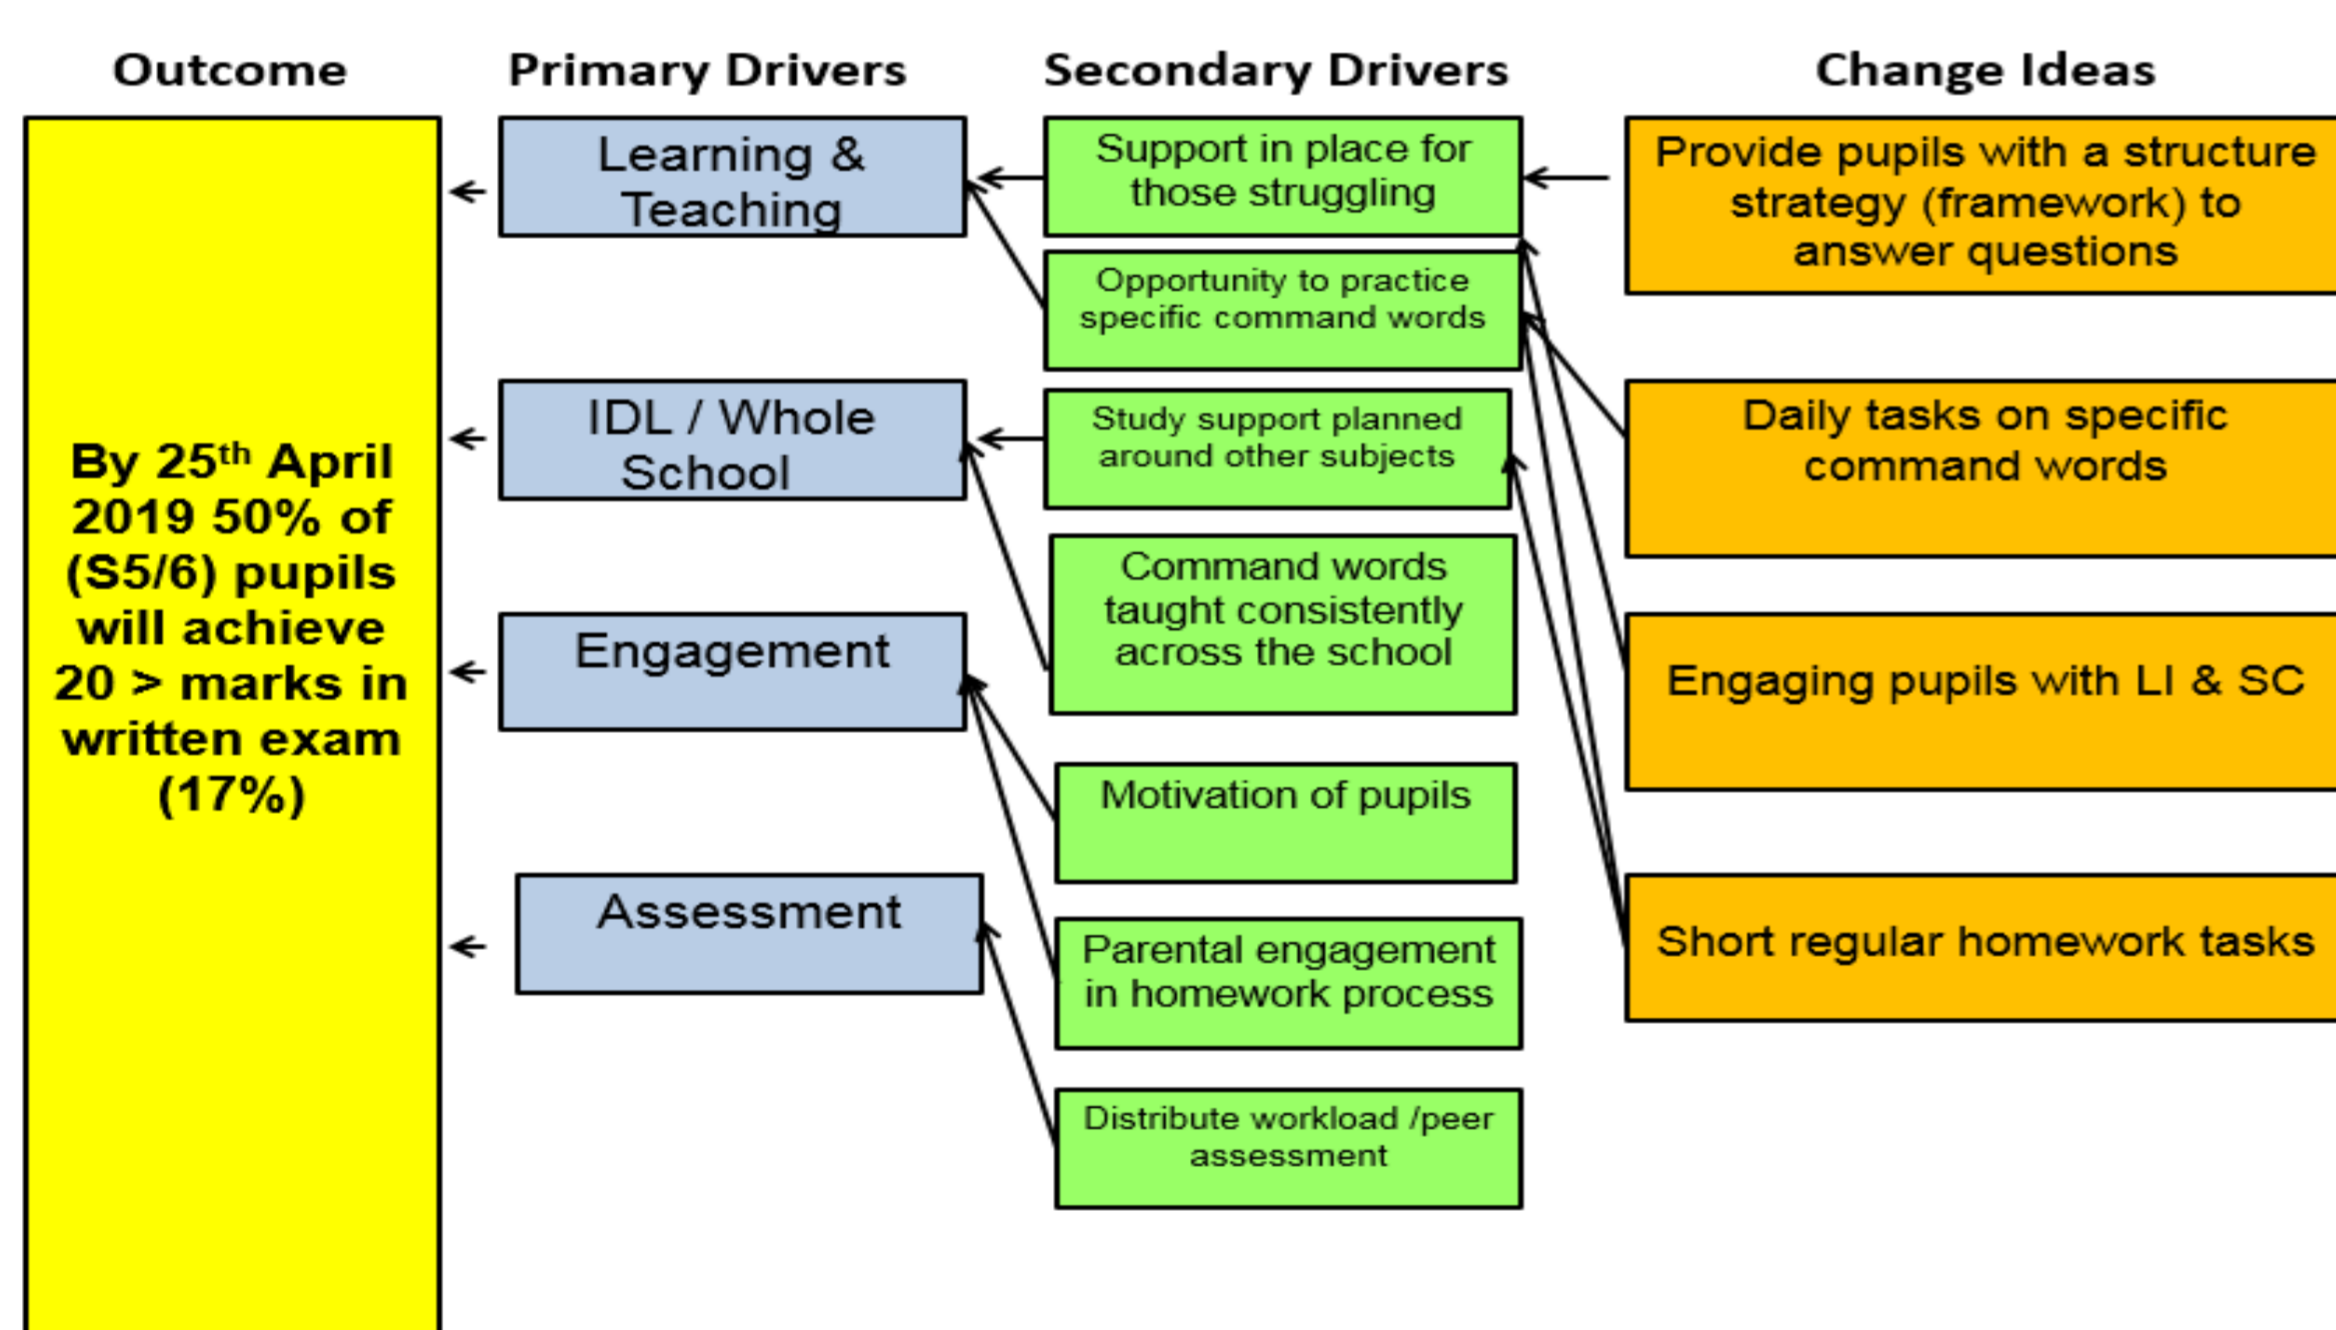 Outcome
Primary Drivers
Secondary Drivers
Change Ideas
By 25th April
2019 50% of
(S5/6) pupils
will achieve
20 > marks in
written exam
(17%)
Learning &
Teaching
IDL / Whole
School
Engagement
Assessment
Support in place for
those struggling
Opportunity to practice
specific command words
Study support planned
around other subjects
Command words
taught consistently
across the school
Motivation of pupils
Parental engagement
in homework process
Distribute workload /peer
assessment
Provide pupils with a structure
strategy (framework) to
answer questions
Daily tasks on specific
command words
Engaging pupils with LI & SC
Short regular homework tasks